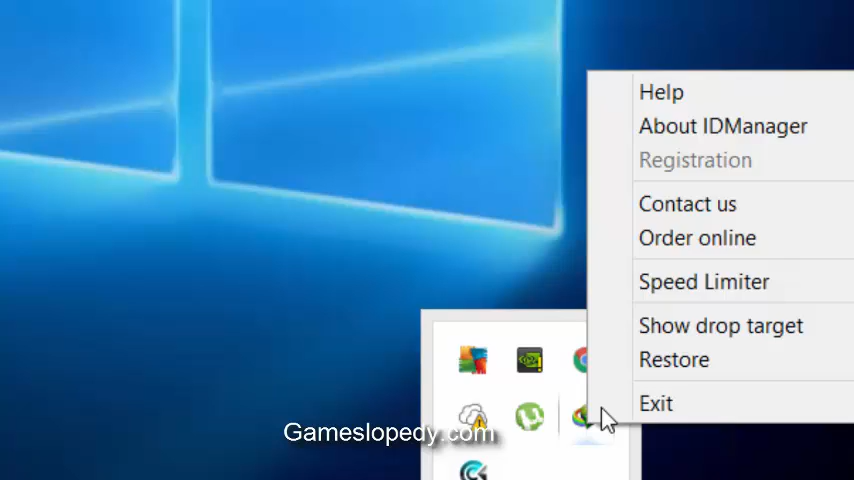 Help
About IDManager
Registration
Contact us
Order online
Speed Limiter
Show drop target
Restore
Exit
Gameslopedy.com